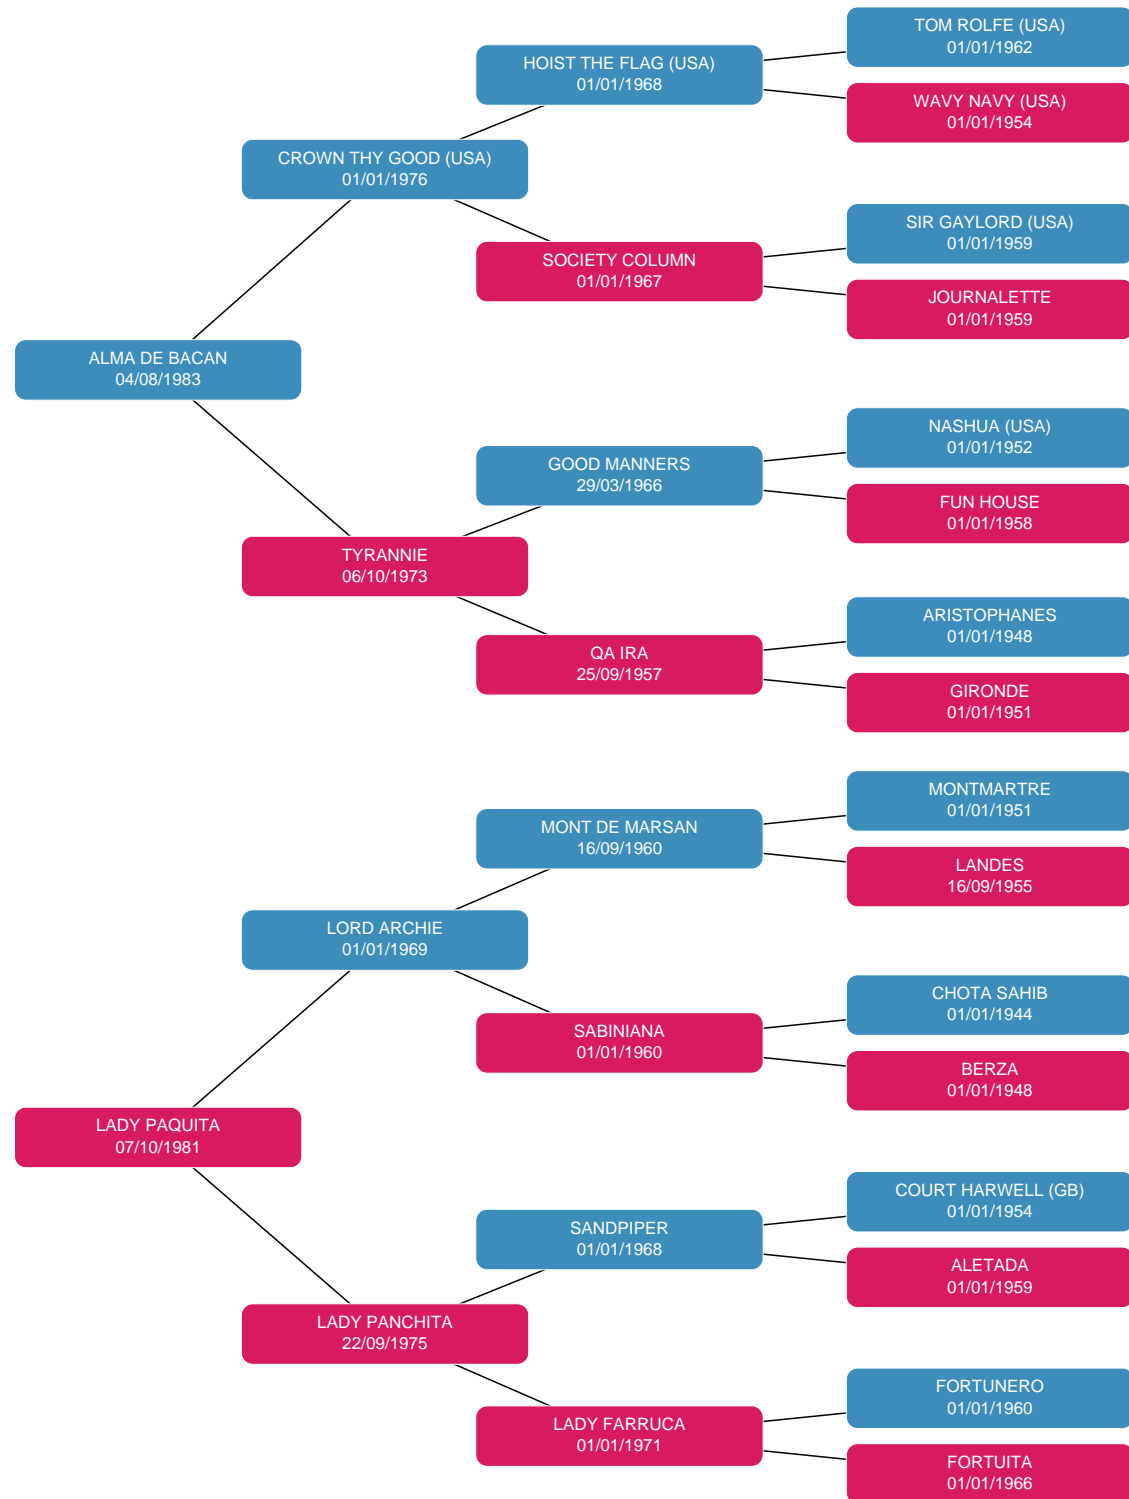 TOM ROLFE (USA)
01/01/1962
HOIST THE FLAG (USA)
01/01/1968
WAVY NAVY (USA)
01/01/1954
CROWN THY GOOD (USA)
01/01/1976
SIR GAYLORD (USA)
01/01/1959
SOCIETY COLUMN
01/01/1967
JOURNALETTE
01/01/1959
ALMA DE BACAN
04/08/1983
NASHUA (USA)
01/01/1952
GOOD MANNERS
29/03/1966
FUN HOUSE
01/01/1958
TYRANNIE
06/10/1973
ARISTOPHANES
01/01/1948
QA IRA
25/09/1957
GIRONDE
01/01/1951
MONTMARTRE
01/01/1951
MONT DE MARSAN
16/09/1960
LANDES
16/09/1955
LORD ARCHIE
01/01/1969
CHOTA SAHIB
01/01/1944
SABINIANA
01/01/1960
BERZA
01/01/1948
LADY PAQUITA
07/10/1981
COURT HARWELL (GB)
01/01/1954
SANDPIPER
01/01/1968
ALETADA
01/01/1959
LADY PANCHITA
22/09/1975
FORTUNERO
01/01/1960
LADY FARRUCA
01/01/1971
FORTUITA
01/01/1966